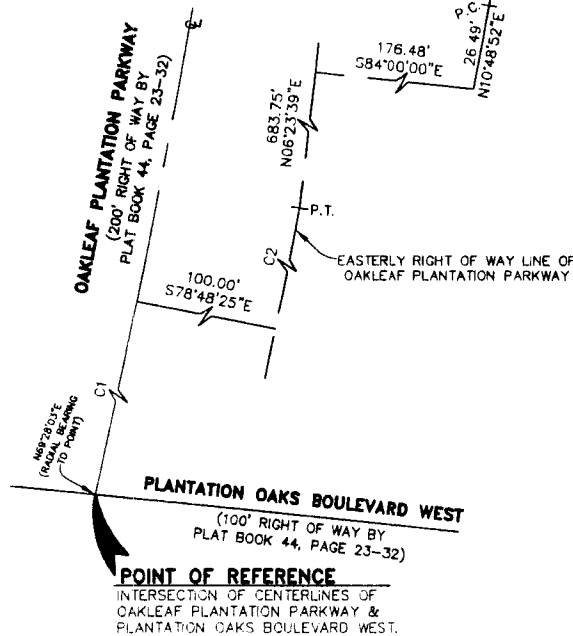 P.C.
26.49'
N10°48'52"E
176.48'
S84°00'00"E
683.75'
N06°23'39"E
OAKLEAF PLANTATION PARKWAY
(200' RIGHT OF WAY BY
PLAT BOOK 44, PAGE 23-32)
P.T.
C2
EASTERLY RIGHT OF WAY LINE OF
OAKLEAF PLANTATION PARKWAY
100.00'
S78°48'25"E
C1
N69°28'03"E
(RADIAL BEARING
TO POINT)
PLANTATION OAKS BOULEVARD WEST
(100' RIGHT OF WAY BY
PLAT BOOK 44, PAGE 23-32)
POINT OF REFERENCE
INTERSECTION OF CENTERLINES OF
OAKLEAF PLANTATION PARKWAY &
PLANTATION OAKS BOULEVARD WEST.